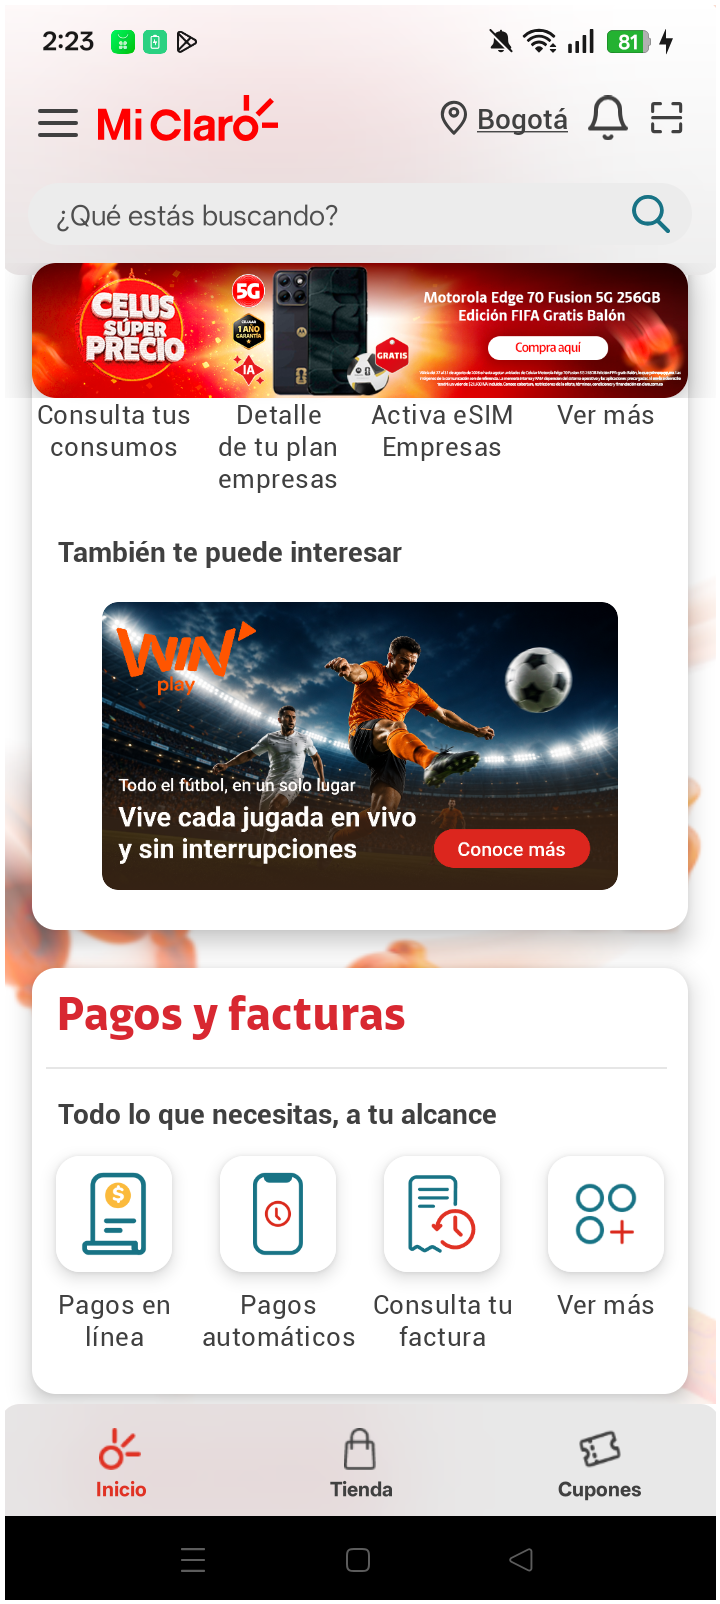 2:23
81
Mi Claro
Bogotá
¿Qué estás buscando?
CELUS
SÚPER
PRECIO
5G
1 AÑO
GARANTÍA
IA
GRATIS
Motorola Edge 70 Fusion 5G 256GB
Edición FIFA Gratis Balón
Compra aquí
Consulta tus
consumos
Detalle
de tu plan
empresas
Activa eSIM
Empresas
Ver más
También te puede interesar
WIN
play
Todo el fútbol, en un solo lugar
Vive cada jugada en vivo
y sin interrupciones
Conoce más
Pagos y facturas
Todo lo que necesitas, a tu alcance
Pagos en
línea
Pagos
automáticos
Consulta tu
factura
Ver más
Inicio
Tienda
Cupones